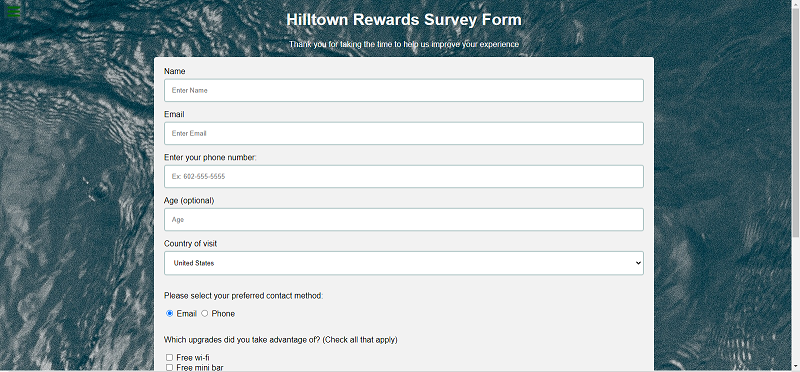 Hilltown Rewards Survey Form
Thank you for taking the time to help us improve your experience
Name
Enter Name
Email
Enter Email
Enter your phone number:
Ex: 602-555-5555
Age (optional)
Age
Country of visit
United States
Please select your preferred contact method:
Email Phone
Which upgrades did you take advantage of? (Check all that apply)
Free wi-fi
Free mini bar